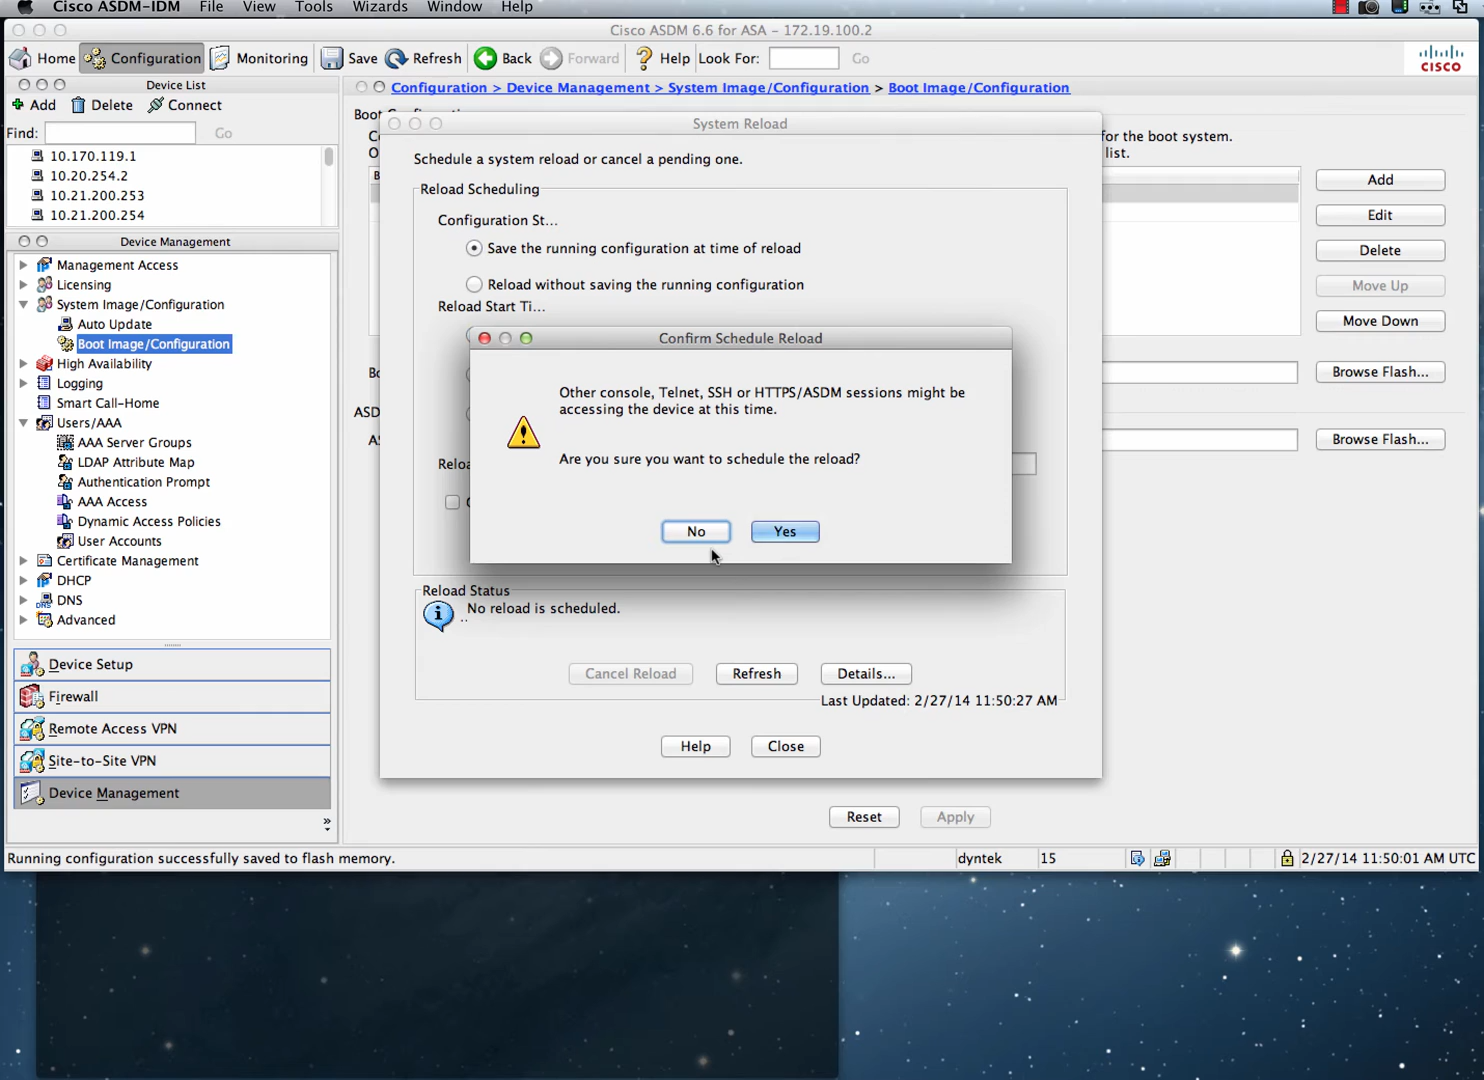 Cisco ASDM-IDM File View Tools Wizards Window Help
Cisco ASDM 6.6 for ASA - 172.19.100.2
Home Configuration Monitoring Save Refresh Back Forward Help Look For: Go
CISCO
Device List
Add Delete Connect
Find: Go
10.170.119.1
10.20.254.2
10.21.200.253
10.21.200.254
Device Management
Management Access
Licensing
System Image/Configuration
Auto Update
Boot Image/Configuration
High Availability
Logging
Smart Call-Home
Users/AAA
AAA Server Groups
LDAP Attribute Map
Authentication Prompt
AAA Access
Dynamic Access Policies
User Accounts
Certificate Management
DHCP
DNS
Advanced
Device Setup
Firewall
Remote Access VPN
Site-to-Site VPN
Device Management
»
Configuration > Device Management > System Image/Configuration > Boot Image/Configuration
for the boot system.
list.
Add
Edit
Delete
Move Up
Move Down
Browse Flash...
Browse Flash...
System Reload
Schedule a system reload or cancel a pending one.
Reload Scheduling
Configuration St...
Save the running configuration at time of reload
Reload without saving the running configuration
Reload Start Ti...
Confirm Schedule Reload
Other console, Telnet, SSH or HTTPS/ASDM sessions might be
accessing the device at this time.
Are you sure you want to schedule the reload?
No Yes
Reload Status
No reload is scheduled.
..
Cancel Reload Refresh Details...
Last Updated: 2/27/14 11:50:27 AM
Help Close
Reset Apply
Running configuration successfully saved to flash memory. dyntek 15 2/27/14 11:50:01 AM UTC